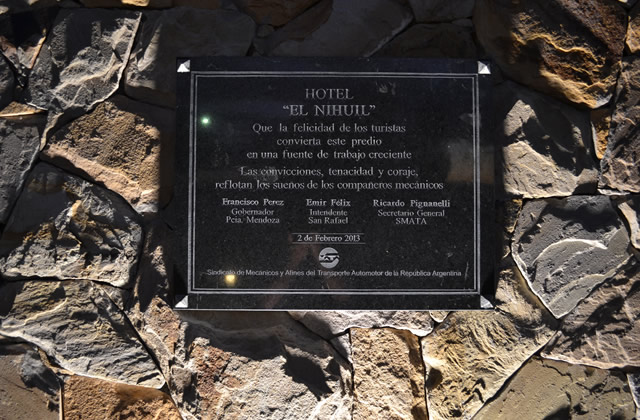 HOTEL
"EL NIHUIL"
Que la felicidad de los turistas
convierta este predio
en una fuente de trabajo creciente
Las convicciones, tenacidad y coraje,
reflotan los sueños de los compañeros mecánicos
Francisco Perez Emir Félix Ricardo Pignanelli
Gobernador Intendente Secretario General
Pcia. Mendoza San Rafael SMATA
2 de Febrero 2013
Sindicato de Mecánicos y Afines del Transporte Automotor de la República Argentina